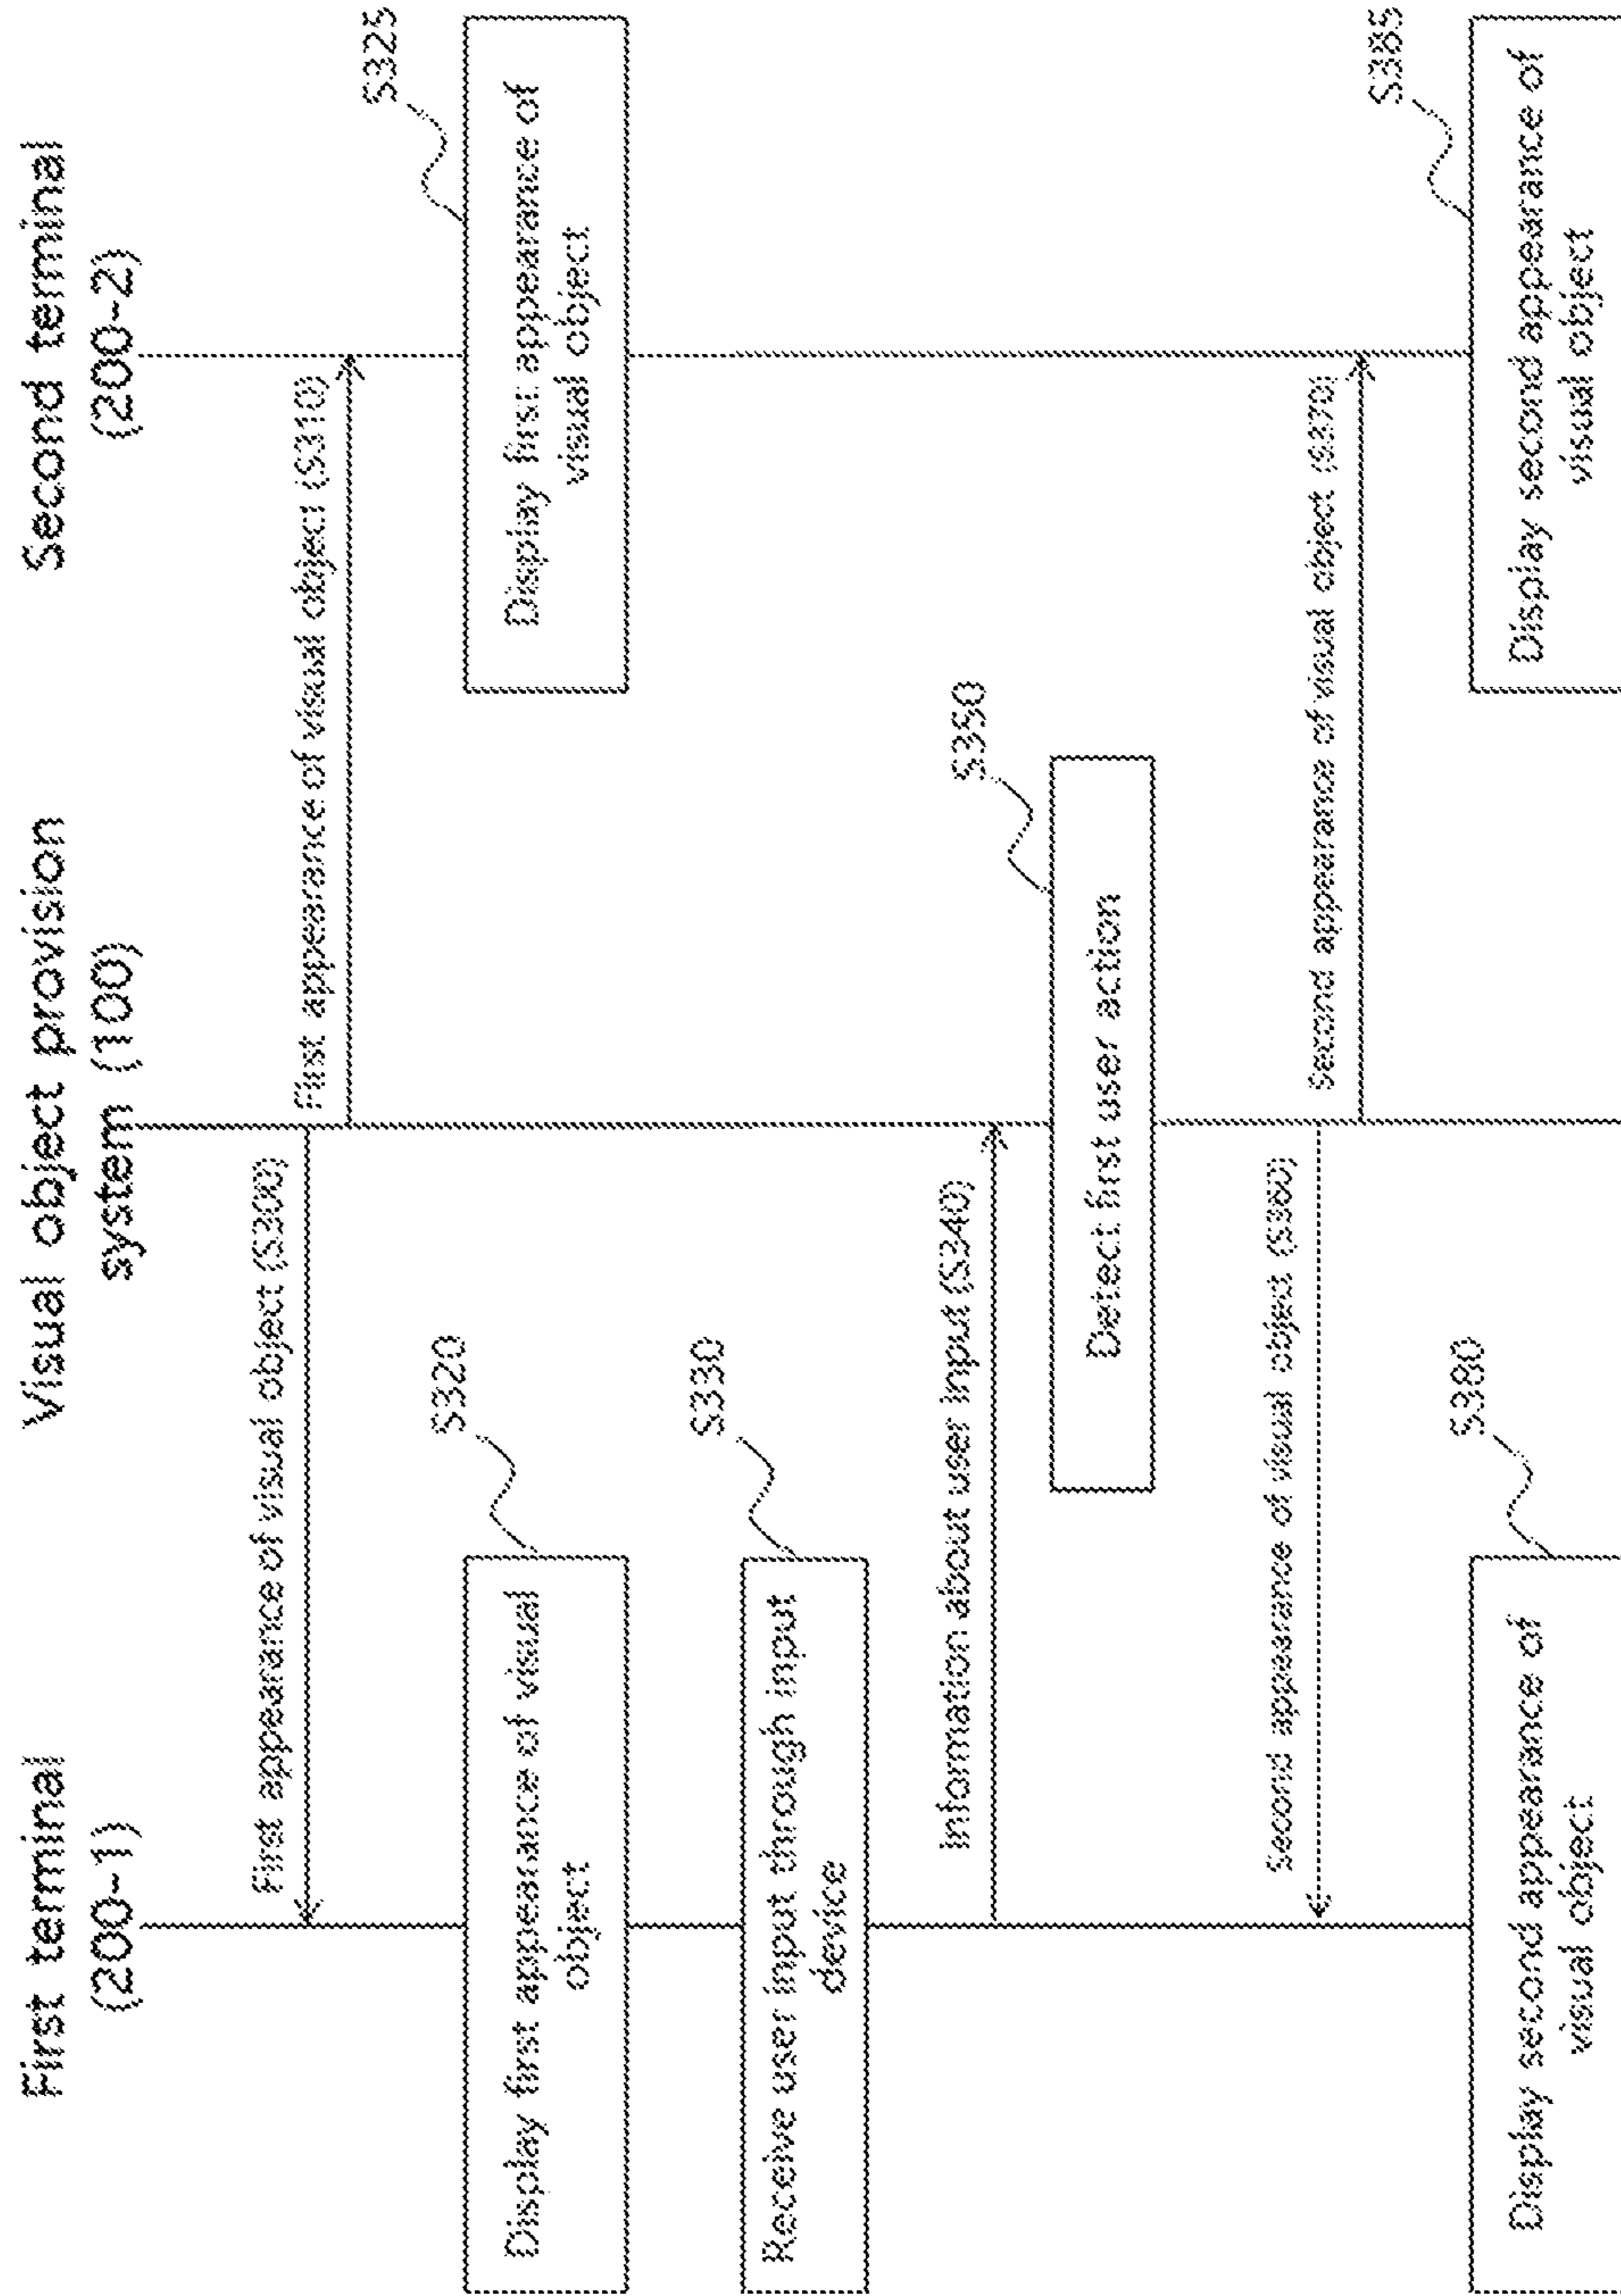 First terminal
(200-1)
Visual object provision
system (100)
Second terminal
(200-2)
First appearance of visual object (S300)
First appearance of visual object (S310)
S320
Display first appearance of visual
object
S325
Display first appearance of
visual object
S330
Receive user input through input
device
Information about user input (S340)
S350
Detect first user action
Second appearance of visual object (S360)
Second appearance of visual object (S370)
S380
Display second appearance of
visual object
S385
Display second appearance of
visual object